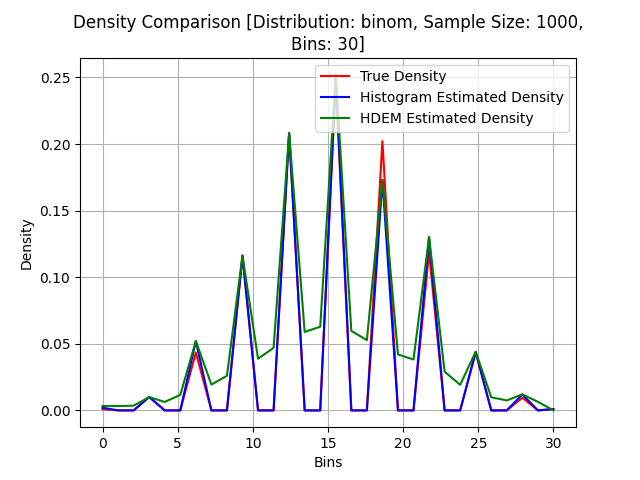 Density Comparison [Distribution: binom, Sample Size: 1000,
Bins: 30]
True Density
Histogram Estimated Density
HDEM Estimated Density
Density
0.25
0.20
0.15
0.10
0.05
0.00
0 5 10 15 20 25 30
Bins